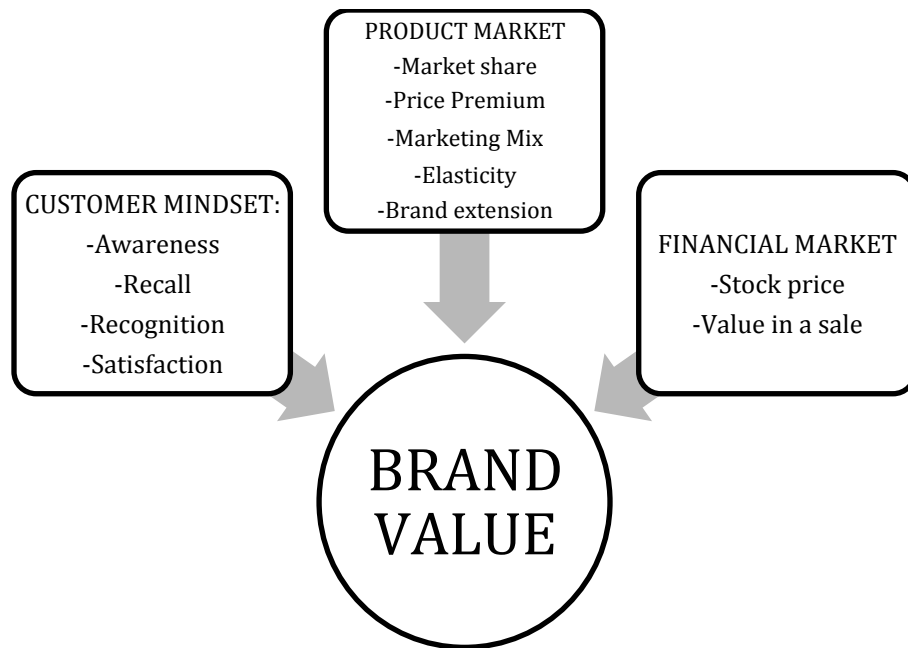 PRODUCT MARKET
-Market share
-Price Premium
-Marketing Mix
-Elasticity
-Brand extension
CUSTOMER MINDSET:
-Awareness
-Recall
-Recognition
-Satisfaction
FINANCIAL MARKET
-Stock price
-Value in a sale
BRAND
VALUE